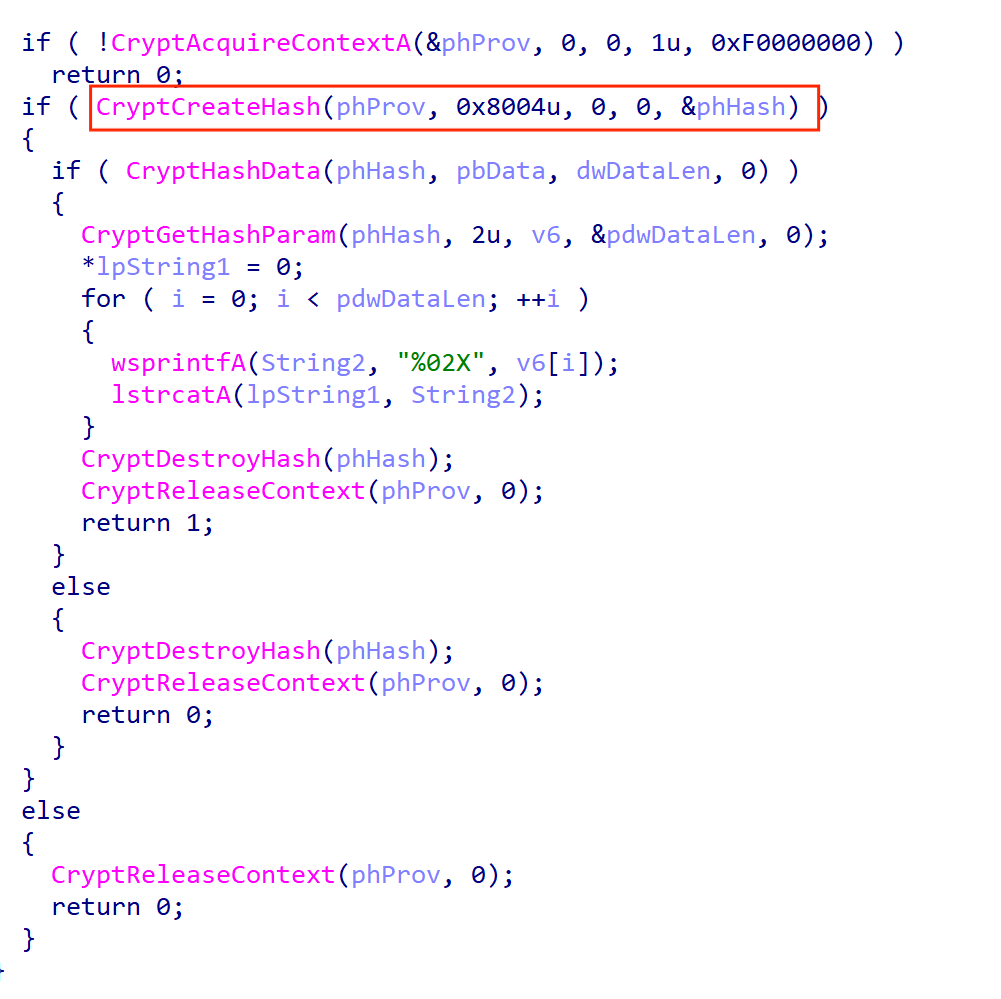 if ( !CryptAcquireContextA(&phProv, 0, 0, 1u, 0xF0000000) )
  return 0;
if ( CryptCreateHash(phProv, 0x8004u, 0, 0, &phHash) )
{
  if ( CryptHashData(phHash, pbData, dwDataLen, 0) )
  {
    CryptGetHashParam(phHash, 2u, v6, &pdwDataLen, 0);
    *lpString1 = 0;
    for ( i = 0; i < pdwDataLen; ++i )
    {
      wsprintfA(String2, "%02X", v6[i]);
      lstrcatA(lpString1, String2);
    }
    CryptDestroyHash(phHash);
    CryptReleaseContext(phProv, 0);
    return 1;
  }
  else
  {
    CryptDestroyHash(phHash);
    CryptReleaseContext(phProv, 0);
    return 0;
  }
}
else
{
  CryptReleaseContext(phProv, 0);
  return 0;
}